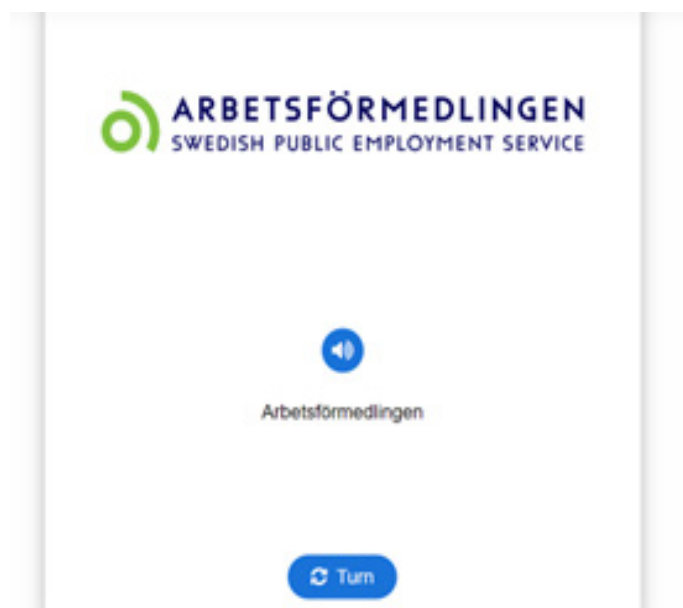 ARBETSFÖRMEDLINGEN
SWEDISH PUBLIC EMPLOYMENT SERVICE
Arbetsförmedlingen
Turn